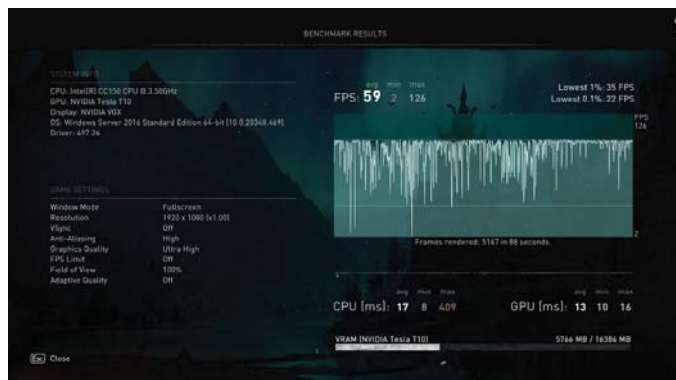 BENCHMARK RESULTS
SYSTEM INFO
CPU: Intel(R) CC150 CPU @ 3.50GHz
GPU: NVIDIA Tesla T10
Display: NVIDIA VGX
OS: Windows Server 2016 Standard Edition 64-bit (10.0.20348.469)
Driver: 497.26
GAME SETTINGS
Window Mode Fullscreen
Resolution 1920 x 1080 (x1.00)
VSync Off
Anti-Aliasing High
Graphics Quality Ultra High
FPS Limit Off
Field of View 100%
Adaptive Quality Off
avg min max
FPS: 59 2 126
Lowest 1%: 35 FPS
Lowest 0.1%: 22 FPS
FPS
126
2
Frames rendered: 5167 in 88 seconds.
avg min max
CPU (ms): 17 8 409
avg min max
GPU (ms): 13 10 16
VRAM (NVIDIA Tesla T10) 5766 MB / 16384 MB
Esc Close